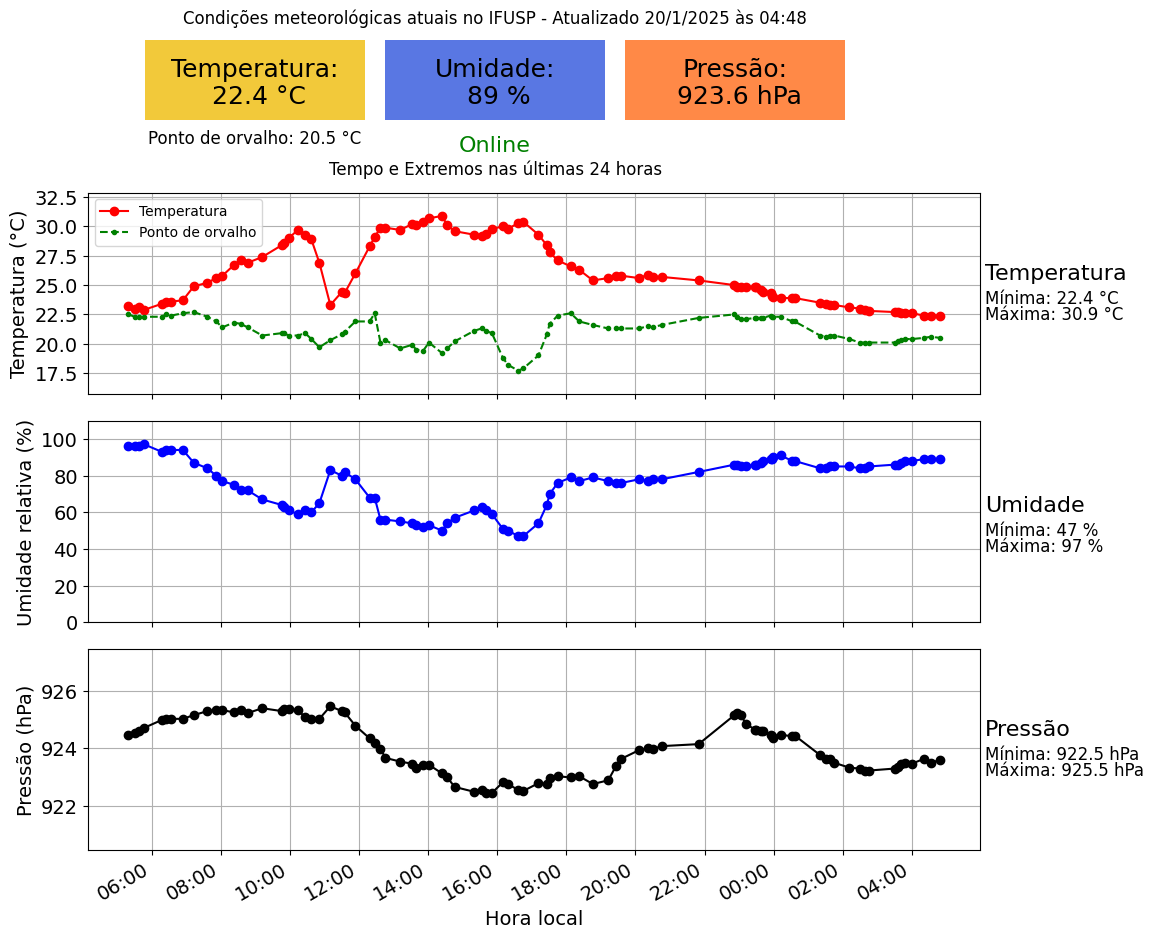 Condições meteorológicas atuais no IFUSP - Atualizado 20/1/2025 às 04:48
Temperatura:
22.4 °C
Umidade:
89 %
Pressão:
923.6 hPa
Ponto de orvalho: 20.5 °C
Online
Tempo e Extremos nas últimas 24 horas
Temperatura (°C)
32.5
30.0
27.5
25.0
22.5
20.0
17.5
Temperatura
Ponto de orvalho
Temperatura
Mínima: 22.4 °C
Máxima: 30.9 °C
Umidade relativa (%)
100
80
60
40
20
0
Umidade
Mínima: 47 %
Máxima: 97 %
Pressão (hPa)
926
924
922
Pressão
Mínima: 922.5 hPa
Máxima: 925.5 hPa
06:00
08:00
10:00
12:00
14:00
16:00
18:00
20:00
22:00
00:00
02:00
04:00
Hora local